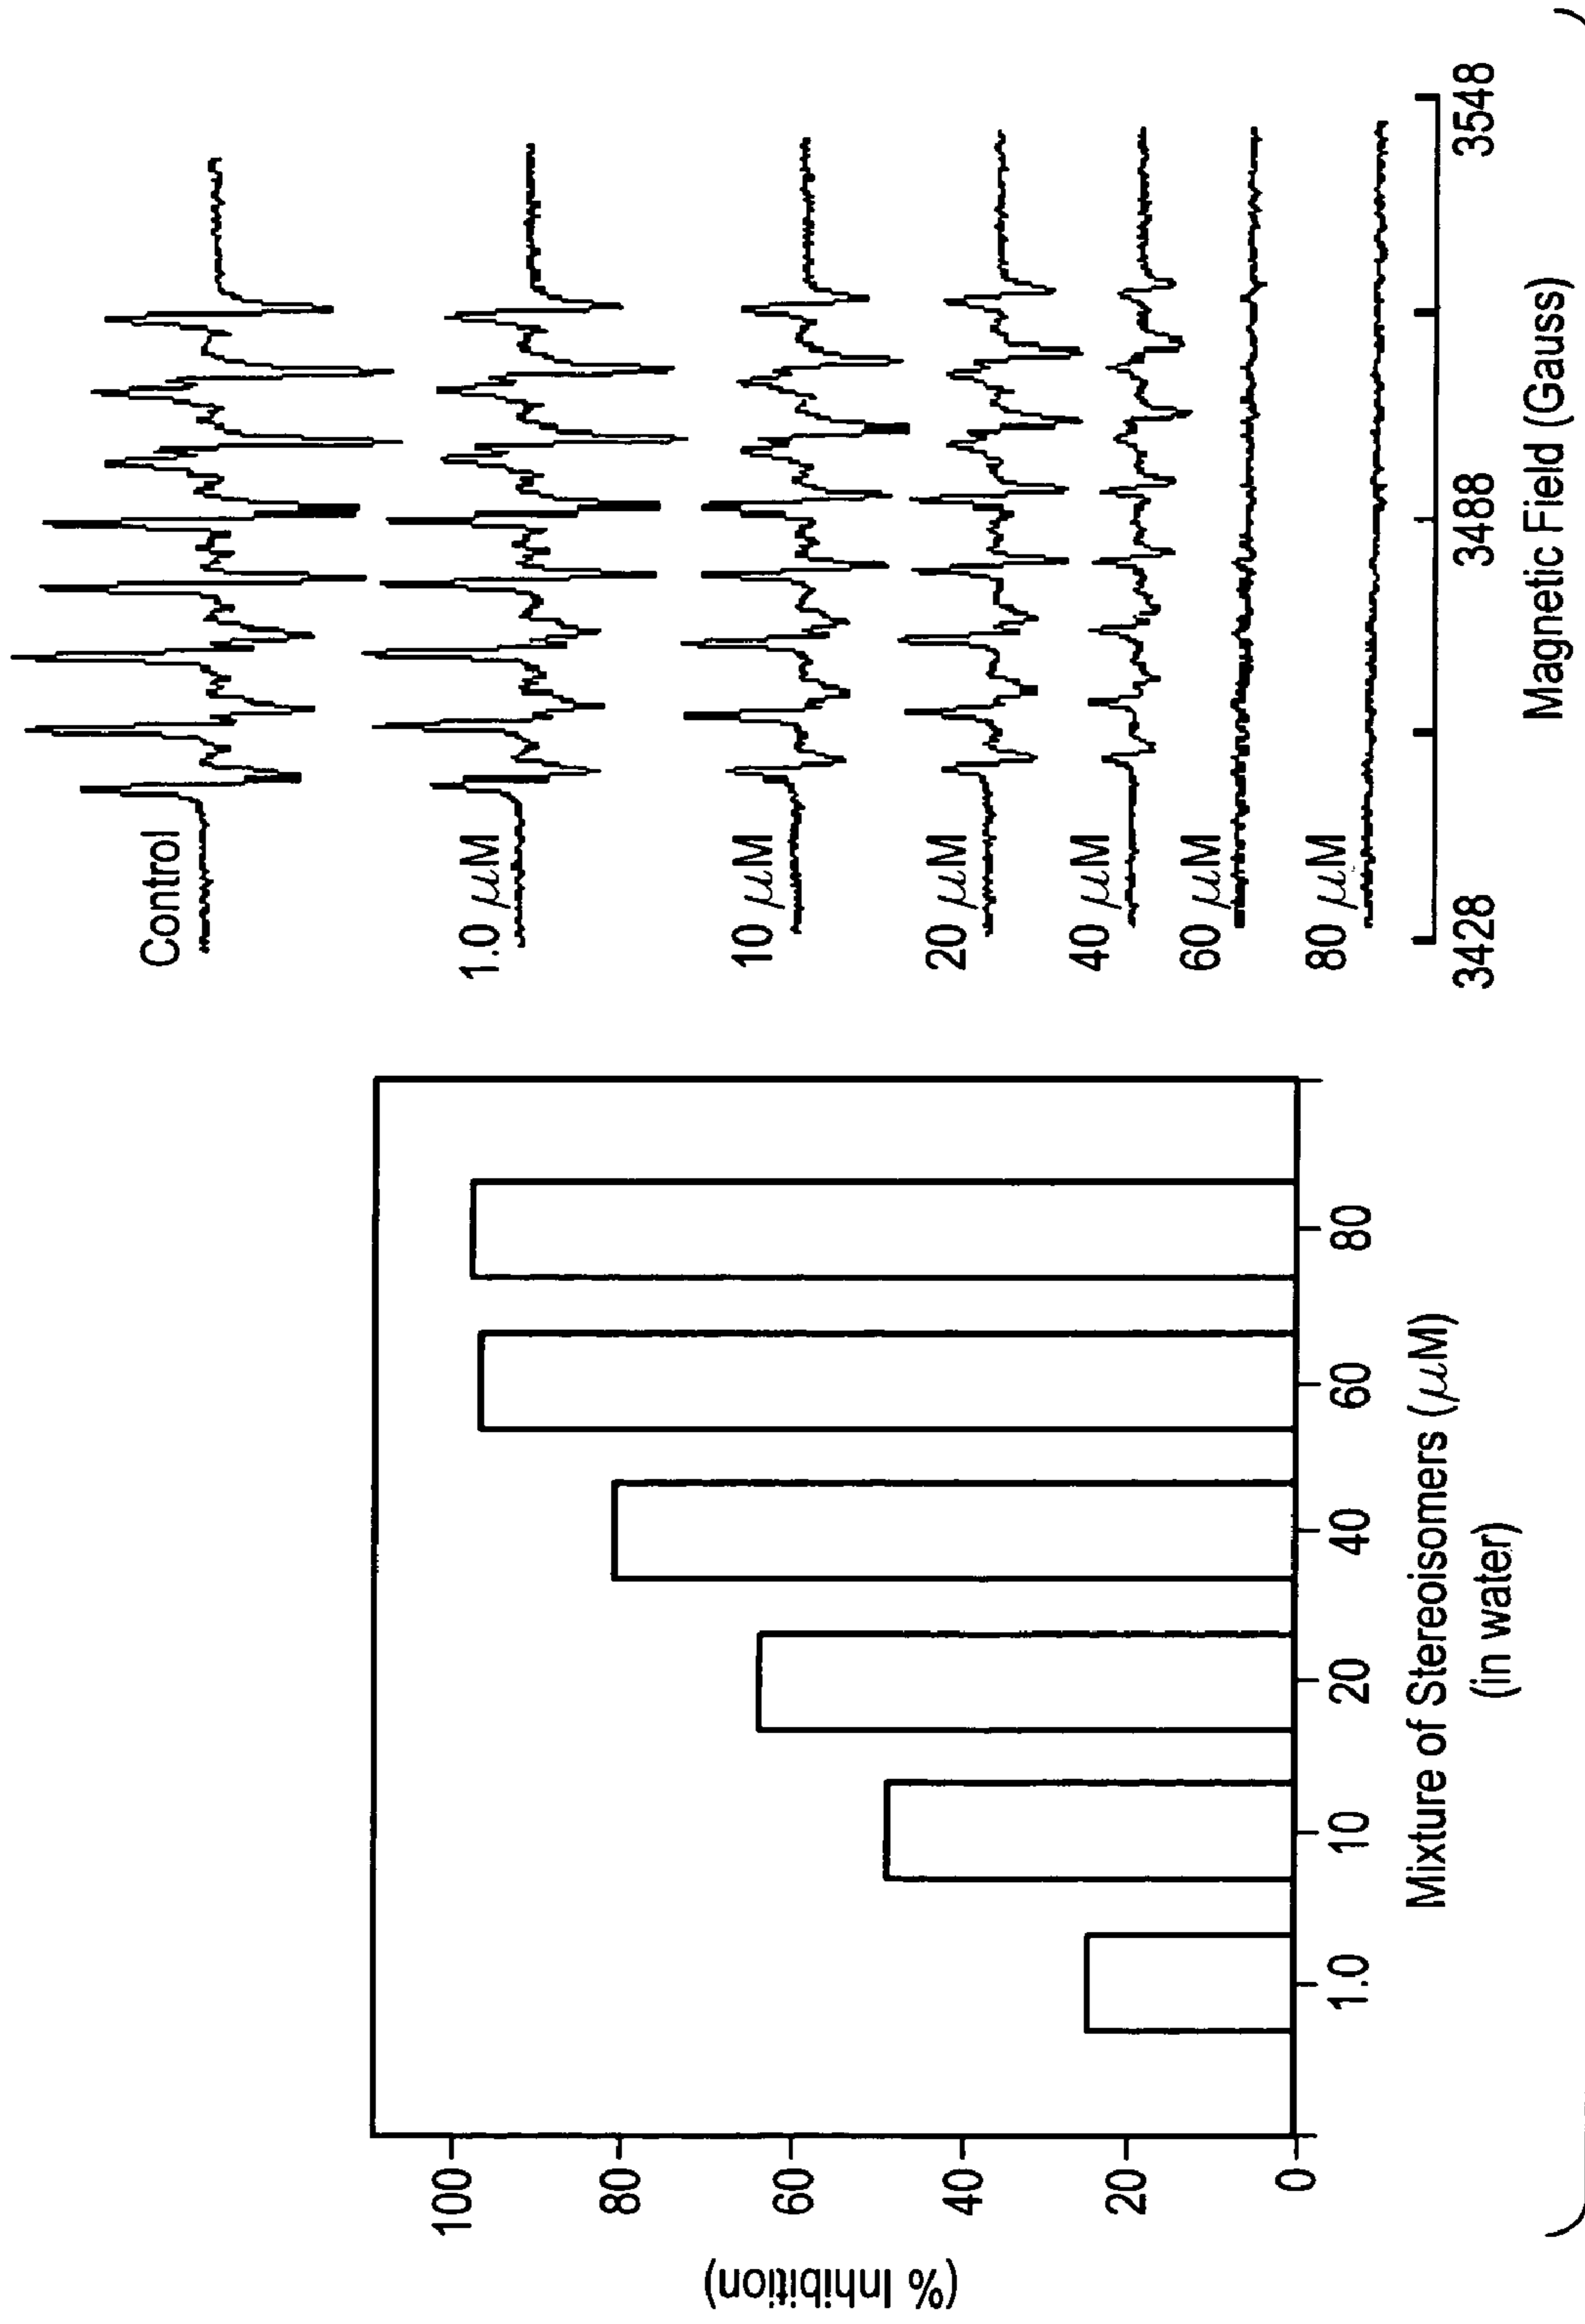 (% Inhibition)
100
80
60
40
20
0
1.0
10
20
40
60
80
Mixture of Stereoisomers (μM)
(in water)
Control
1.0 μM
10 μM
20 μM
40 μM
60 μM
80 μM
3428
3488
3548
Magnetic Field (Gauss)